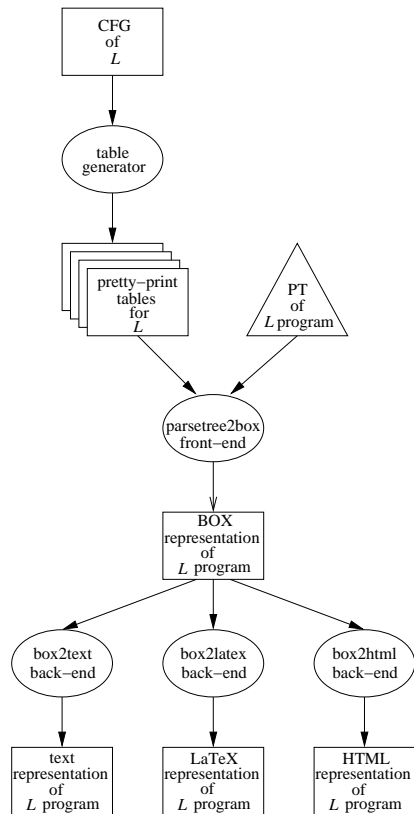 CFG
of
L
table
generator
pretty-print
tables
for
L
PT
of
L program
parsetree2box
front-end
BOX
representation
of
L program
box2text
back-end
box2latex
back-end
box2html
back-end
text
representation
of
L program
LaTeX
representation
of
L program
HTML
representation
of
L program